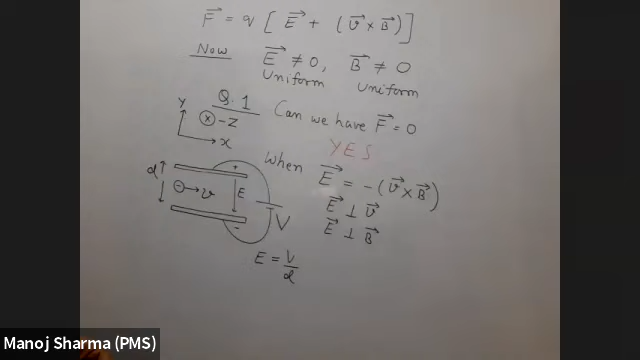 F = q [ E + (v × B) ]
Now E ≠ 0, B ≠ 0
Uniform Uniform
Q.1 Can we have F = 0
YES
y
⊗ -Z
x
When E = -(v × B)
E ⊥ v
E ⊥ B
d
+
- → v
E
-
V
E = V/d
Manoj Sharma (PMS)